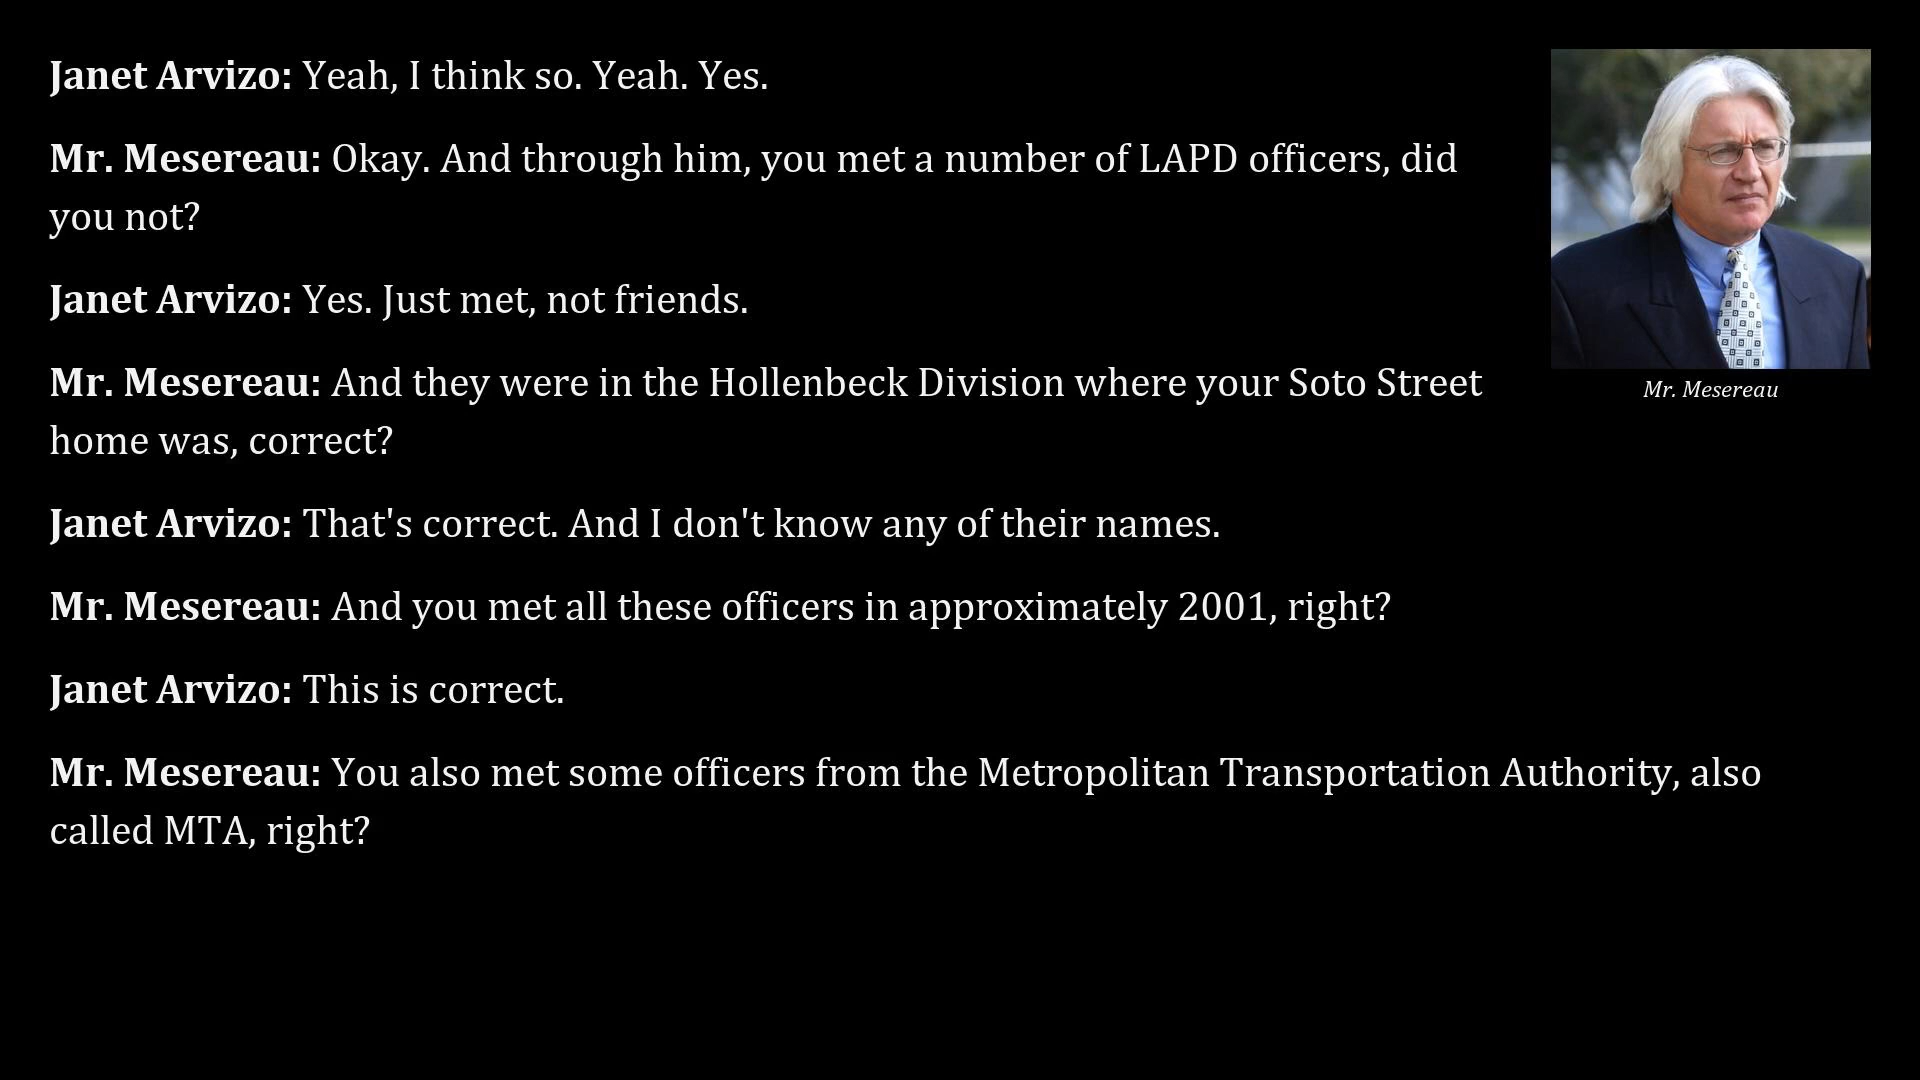 Janet Arvizo: Yeah, I think so. Yeah. Yes.
Mr. Mesereau: Okay. And through him, you met a number of LAPD officers, did
you not?
Janet Arvizo: Yes. Just met, not friends.
Mr. Mesereau: And they were in the Hollenbeck Division where your Soto Street
home was, correct?
Mr. Mesereau
Janet Arvizo: That's correct. And I don't know any of their names.
Mr. Mesereau: And you met all these officers in approximately 2001, right?
Janet Arvizo: This is correct.
Mr. Mesereau: You also met some officers from the Metropolitan Transportation Authority, also
called MTA, right?